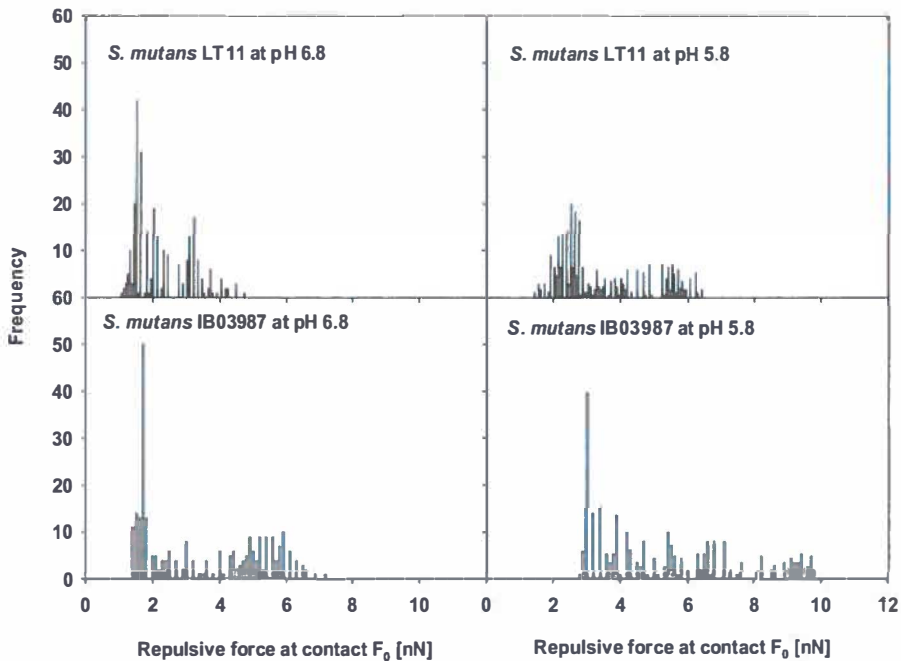 60
S. mutans LT11 at pH 6.8
S. mutans LT11 at pH 5.8
50
40
30
20
10
60
S. mutans IB03987 at pH 6.8
S. mutans IB03987 at pH 5.8
50
40
30
20
10
0
Frequency
0 2 4 6 8 10 0 2 4 6 8 10 12
Repulsive force at contact F₀ [nN] Repulsive force at contact F₀ [nN]